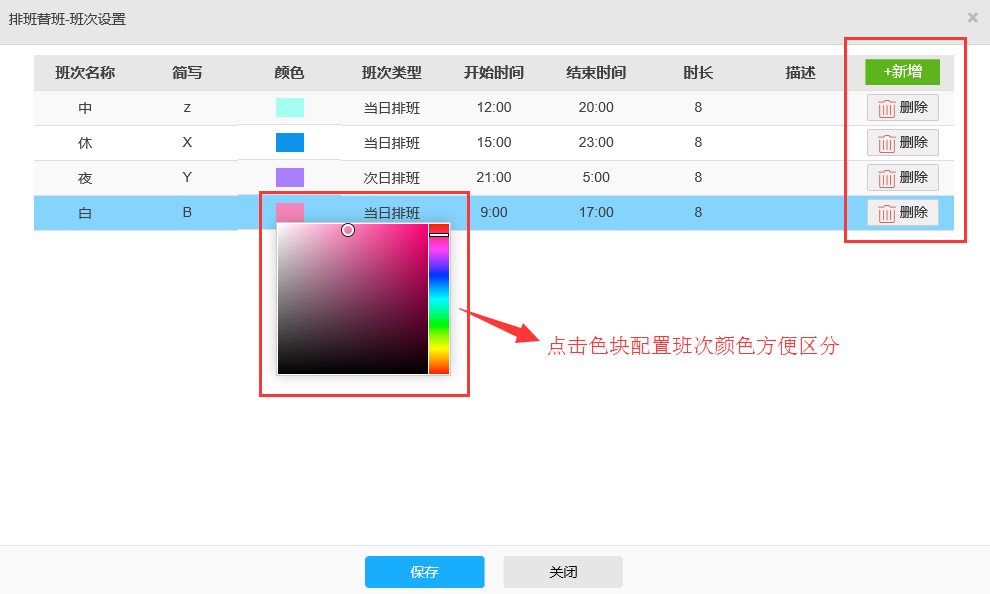 排班替班-班次设置 ×
班次名称 简写 颜色 班次类型 开始时间 结束时间 时长 描述 +新增
中 z 当日排班 12:00 20:00 8 删除
休 X 当日排班 15:00 23:00 8 删除
夜 Y 次日排班 21:00 5:00 8 删除
白 B 当日排班 9:00 17:00 8 删除
点击色块配置班次颜色方便区分
保存 关闭